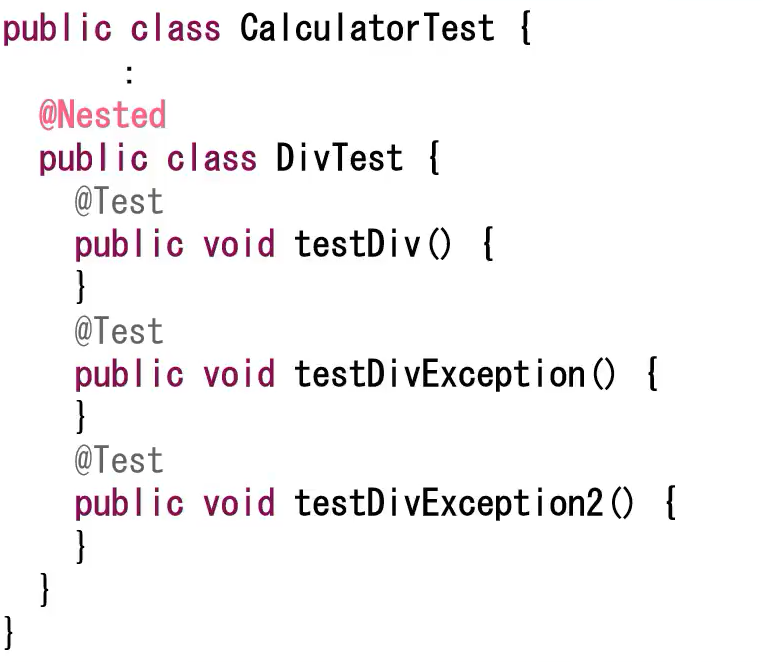 public class CalculatorTest {
:
@Nested
public class DivTest {
@Test
public void testDiv() {
}
@Test
public void testDivException() {
}
@Test
public void testDivException2() {
}
}
}